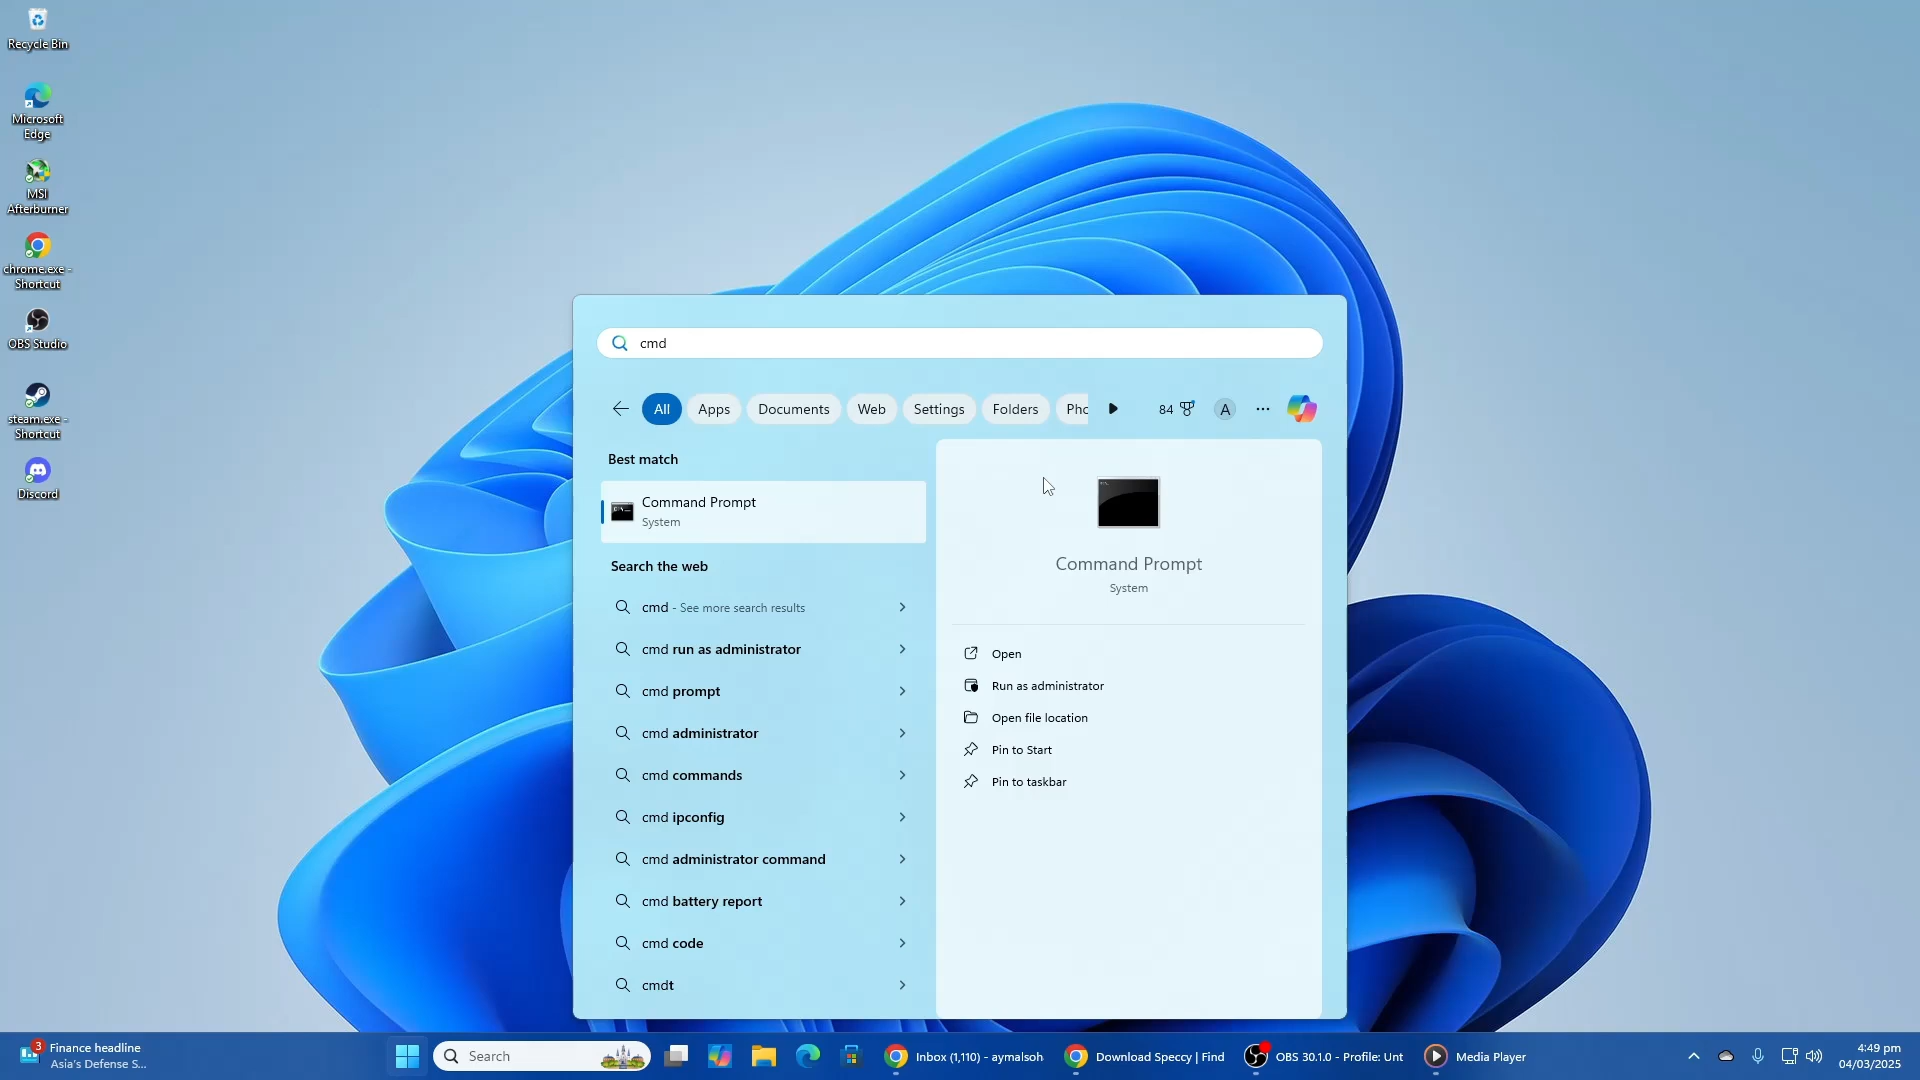 Recycle Bin
Microsoft
Edge
MSI
Afterburner
chrome.exe -
Shortcut
OBS Studio
steam.exe -
Shortcut
Discord
cmd
All
Apps
Documents
Web
Settings
Folders
Pho
84
A
Best match
Command Prompt
System
Search the web
cmd - See more search results
cmd run as administrator
cmd prompt
cmd administrator
cmd commands
cmd ipconfig
cmd administrator command
cmd battery report
cmd code
cmdt
Command Prompt
System
Open
Run as administrator
Open file location
Pin to Start
Pin to taskbar
3
Finance headline
Asia's Defense S...
Search
Inbox (1,110) - aymalsoh
Download Speccy | Find
OBS 30.1.0 - Profile: Unt
Media Player
4:49 pm
04/03/2025